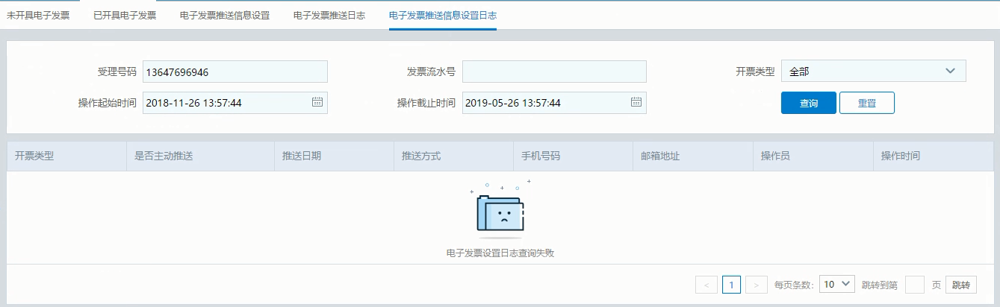 未开具电子发票 已开具电子发票 电子发票推送信息设置 电子发票推送日志 电子发票推送信息设置日志
受理号码 13647696946 发票流水号 开票类型 全部
操作起始时间 2018-11-26 13:57:44 操作截止时间 2019-05-26 13:57:44 查询 重置
开票类型 是否主动推送 推送日期 推送方式 手机号码 邮箱地址 操作员 操作时间
电子发票设置日志查询失败
< 1 > 每页条数: 10 跳转到第 页 跳转